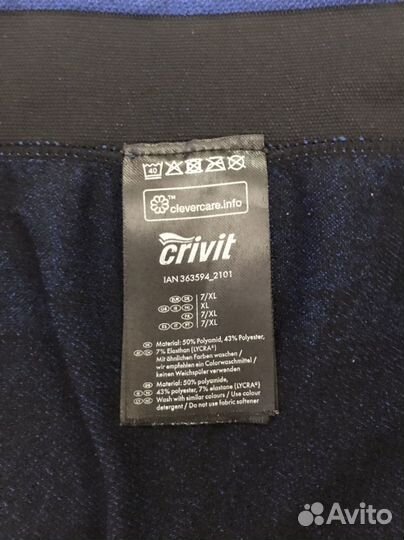 40
™
clevercare.info
crivit
IAN 363594_2101
7/XL
XL
7/XL
7/XL
Material: 50% Polyamid, 43% Polyester,
7% Elasthan (LYCRA®)
Mit ähnlichen Farben waschen /
wir empfehlen ein Colorwaschmittel /
keinen Weichspüler verwenden
Material: 50% polyamide,
43% polyester, 7% elastane (LYCRA®)
Wash with similar colours / Use colour
detergent / Do not use fabric softener
Avito